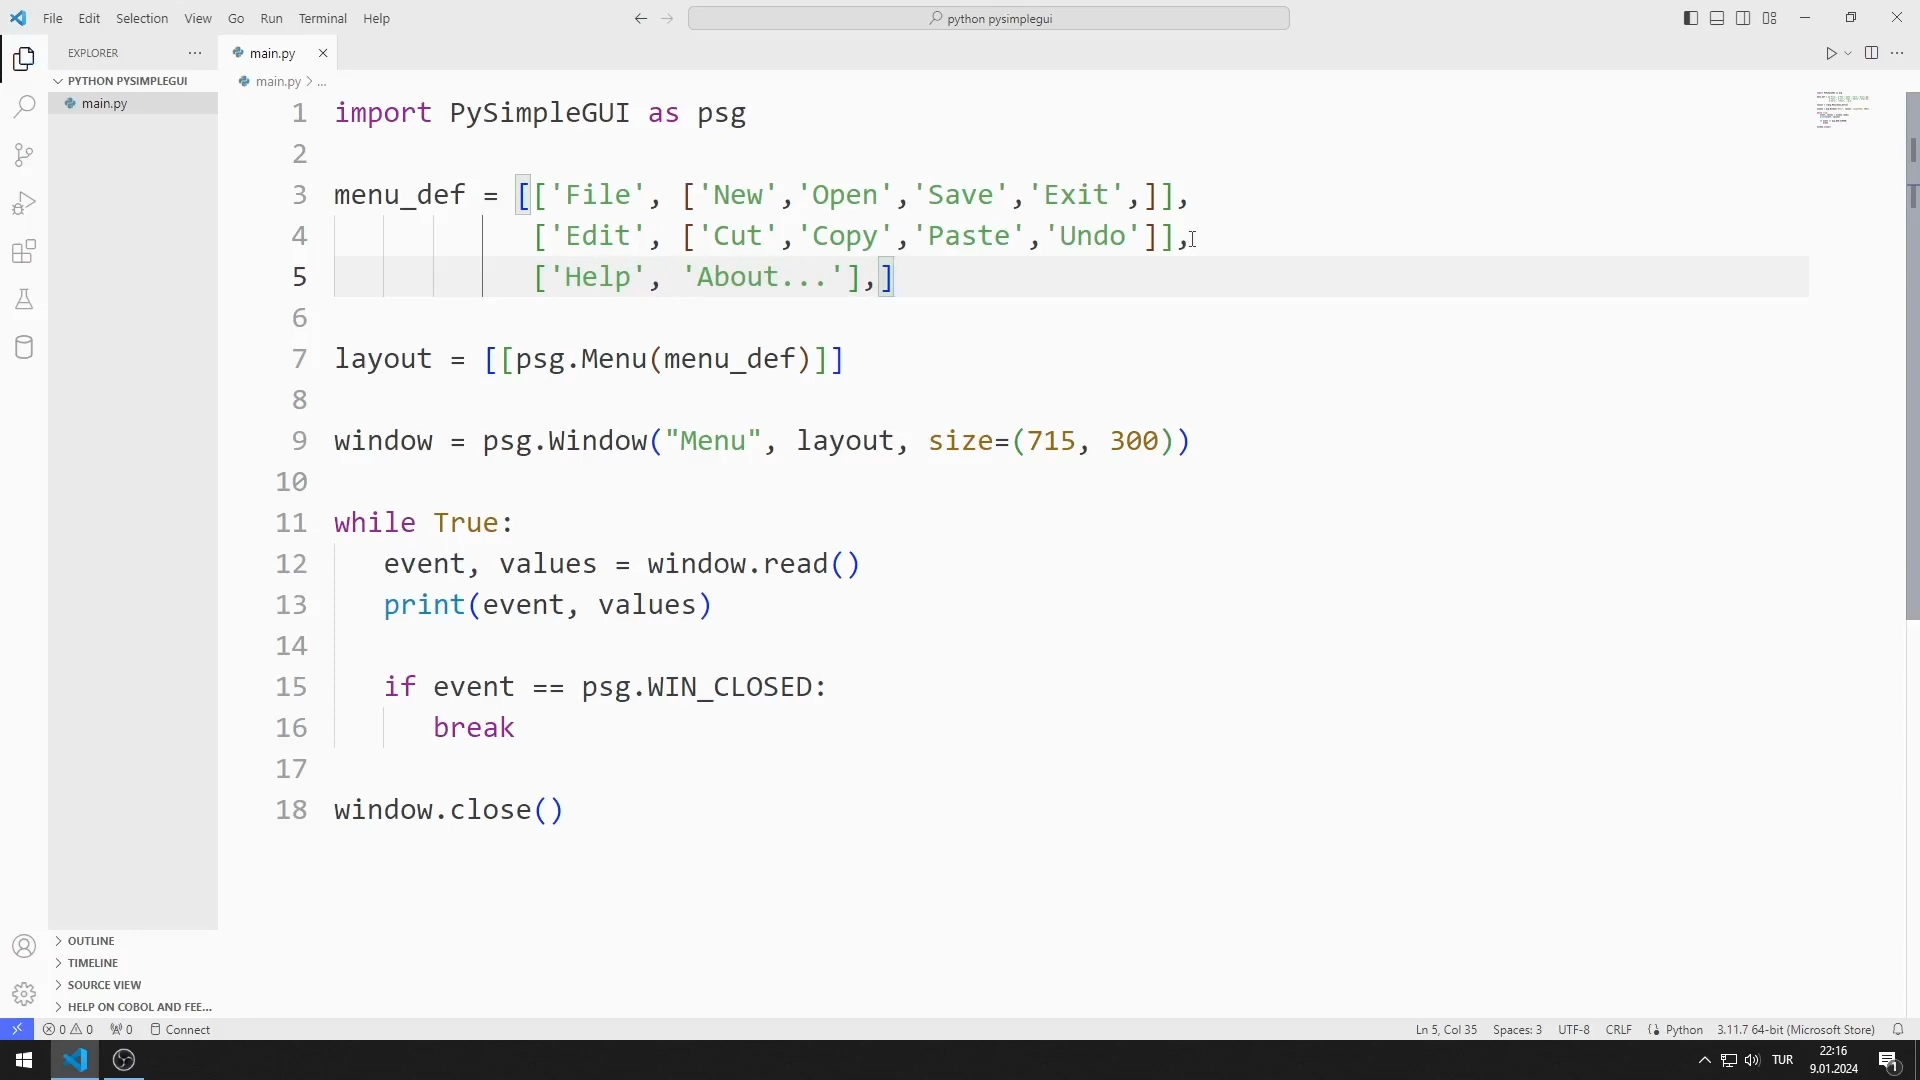 File Edit Selection View Go Run Terminal Help
python pysimplegui
EXPLORER
main.py
PYTHON PYSIMPLEGUI
main.py
main.py > ...
1 import PySimpleGUI as psg
2
3 menu_def = [['File', ['New','Open','Save','Exit',]],
4 ['Edit', ['Cut','Copy','Paste','Undo']],
5 ['Help', 'About...'],]
6
7 layout = [[psg.Menu(menu_def)]]
8
9 window = psg.Window("Menu", layout, size=(715, 300))
10
11 while True:
12 event, values = window.read()
13 print(event, values)
14
15 if event == psg.WIN_CLOSED:
16 break
17
18 window.close()
OUTLINE
TIMELINE
SOURCE VIEW
HELP ON COBOL AND FEE...
0 0 0 Connect
Ln 5, Col 35 Spaces: 3 UTF-8 CRLF Python 3.11.7 64-bit (Microsoft Store)
TUR
22:16
9.01.2024
1